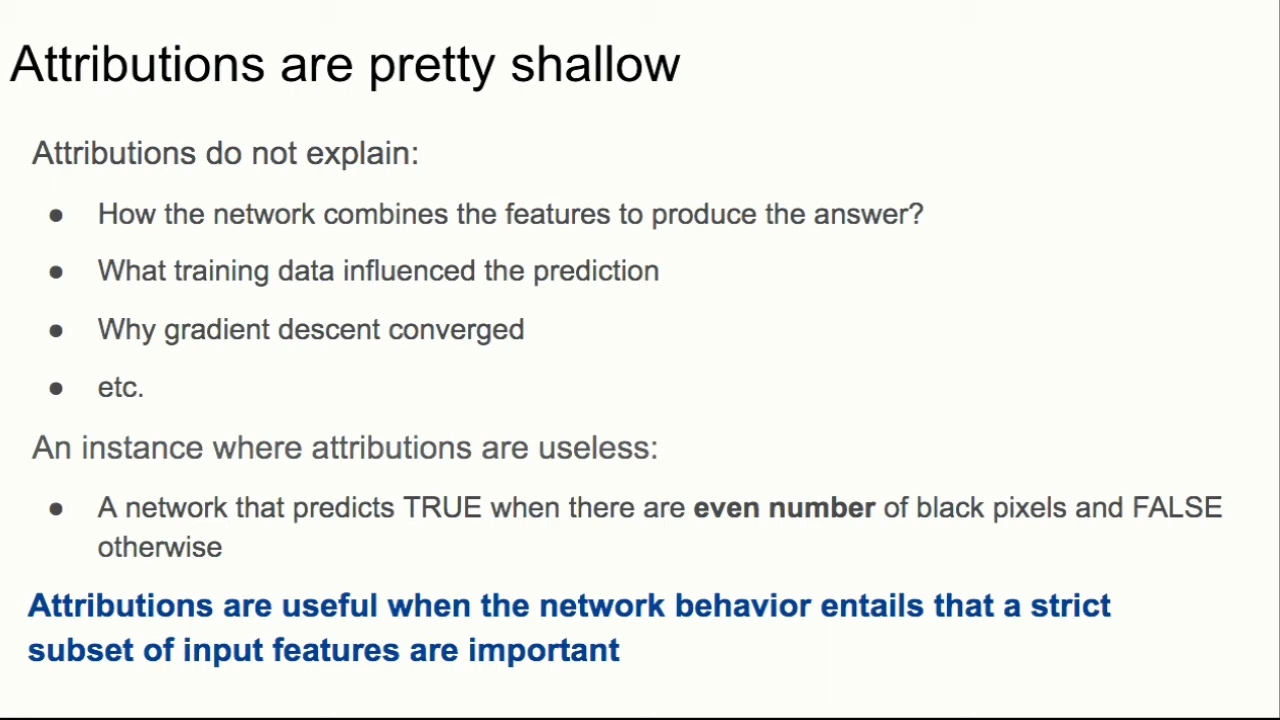 Attributions are pretty shallow
Attributions do not explain:
● How the network combines the features to produce the answer?
● What training data influenced the prediction
● Why gradient descent converged
● etc.
An instance where attributions are useless:
● A network that predicts TRUE when there are even number of black pixels and FALSE
otherwise
Attributions are useful when the network behavior entails that a strict
subset of input features are important